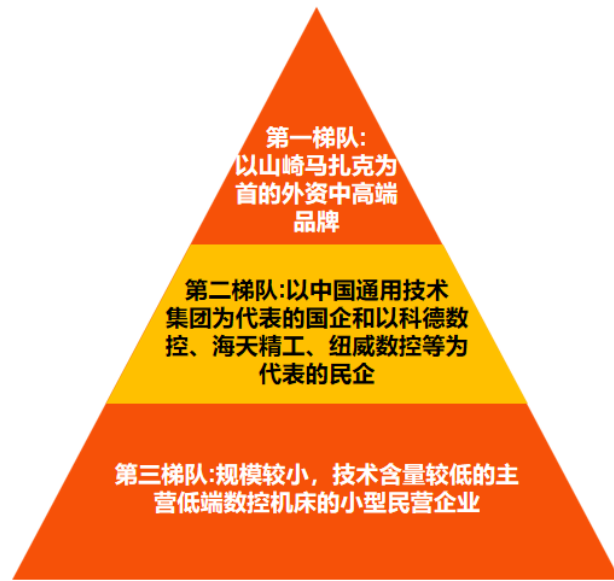 第一梯队:
以山崎马扎克为
首的外资中高端
品牌
第二梯队:以中国通用技术
集团为代表的国企和以科德数
控、海天精工、纽威数控等为
代表的民企
第三梯队:规模较小，技术含量较低的主
营低端数控机床的小型民营企业